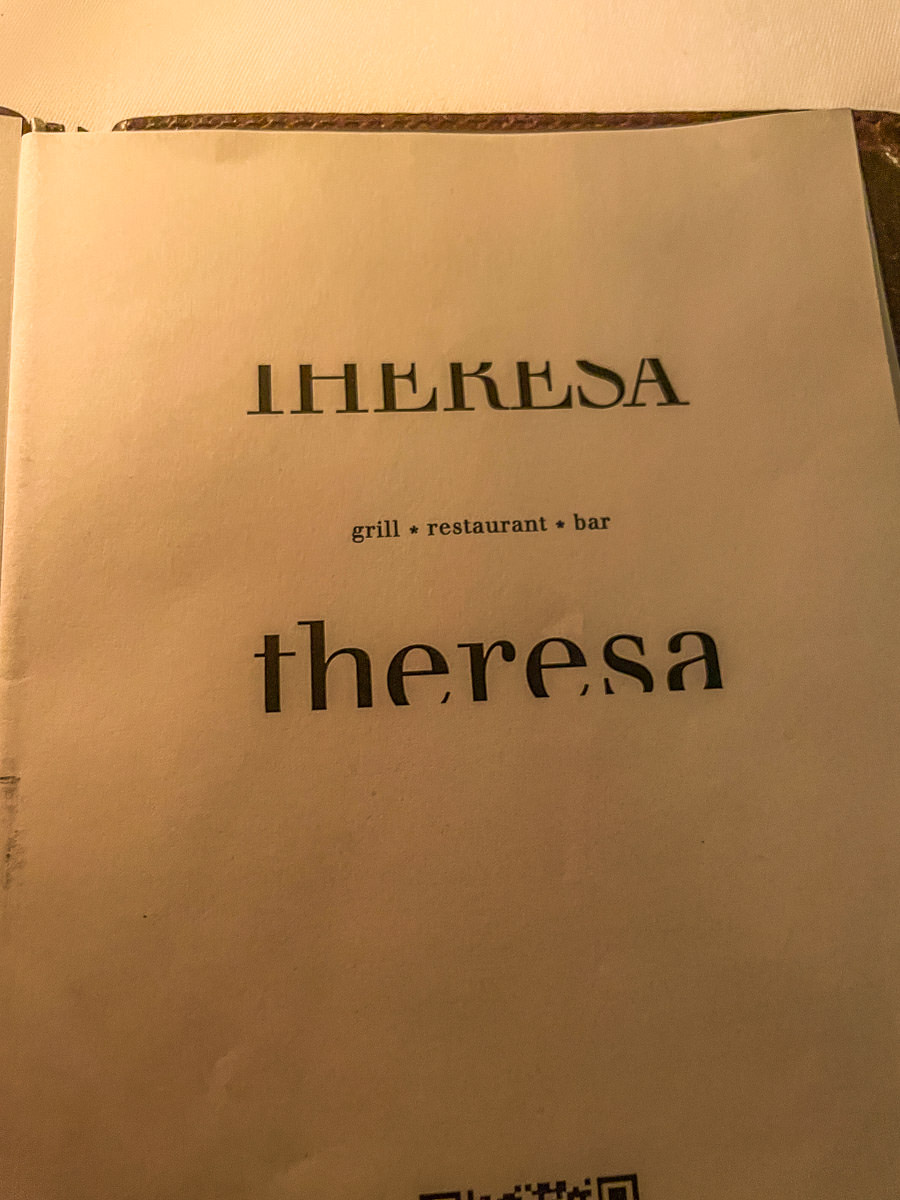 THERESA
grill * restaurant * bar
theresa